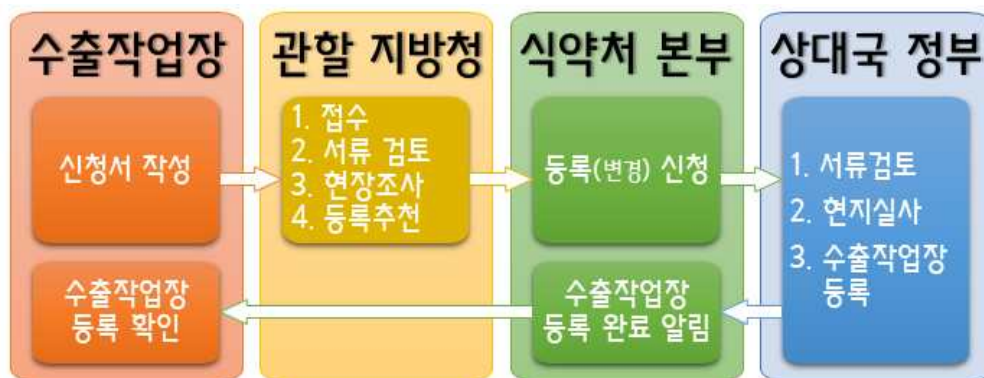 수출작업장
신청서 작성
수출작업장
등록 확인
관할 지방청
1. 접수
2. 서류 검토
3. 현장조사
4. 등록추천
식약처 본부
등록(변경) 신청
수출작업장
등록 완료 알림
상대국 정부
1. 서류검토
2. 현지실사
3. 수출작업장
등록